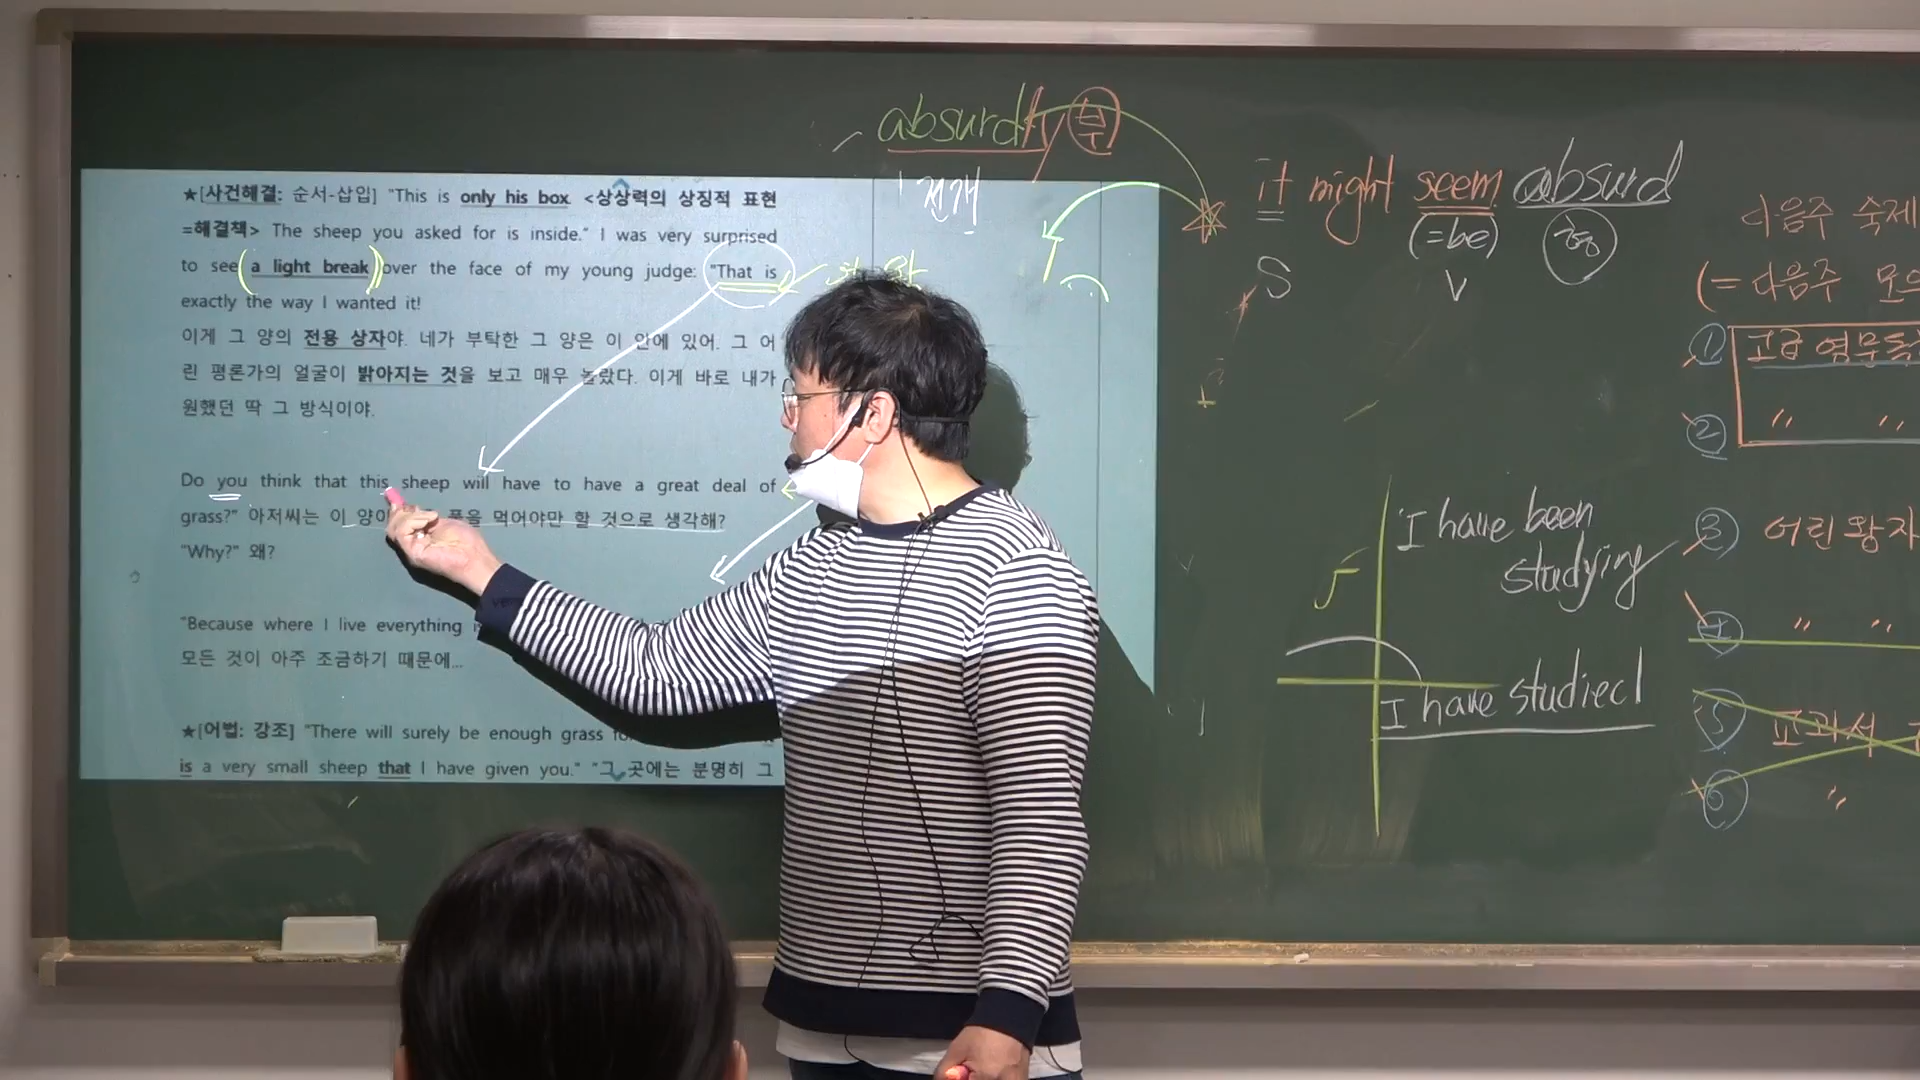 ★[사건해결: 순서-삽입] "This is only his box. <상상력의 상징적 표현
=해결책> The sheep you asked for is inside." I was very surprised
to see (a light break) over the face of my young judge: "That is
exactly the way I wanted it!
이게 그 양의 전용 상자야. 네가 부탁한 그 양은 이 안에 있어. 그 어
린 평론가의 얼굴이 밝아지는 것을 보고 매우 놀랐다. 이게 바로 내가
원했던 딱 그 방식이야.
Do you think that this sheep will have to have a great deal of
grass?" 아저씨는 이 양이 풀을 먹어야만 할 것으로 생각해?
"Why?" 왜?
"Because where I live everything
모든 것이 아주 조금하기 때문에...
★[어법: 강조] "There will surely be enough grass
is a very small sheep that I have given you." "그 곳에는 분명히 그
absurdly 부
전개
it might seem absurd
(=be) 형
S V
I have been
studying
I have studied
다음주 숙제
(= 다음주 모의
① 고급 영문독
② " "
③ 어린왕자
④ " "
⑤ 교과서
⑥ "